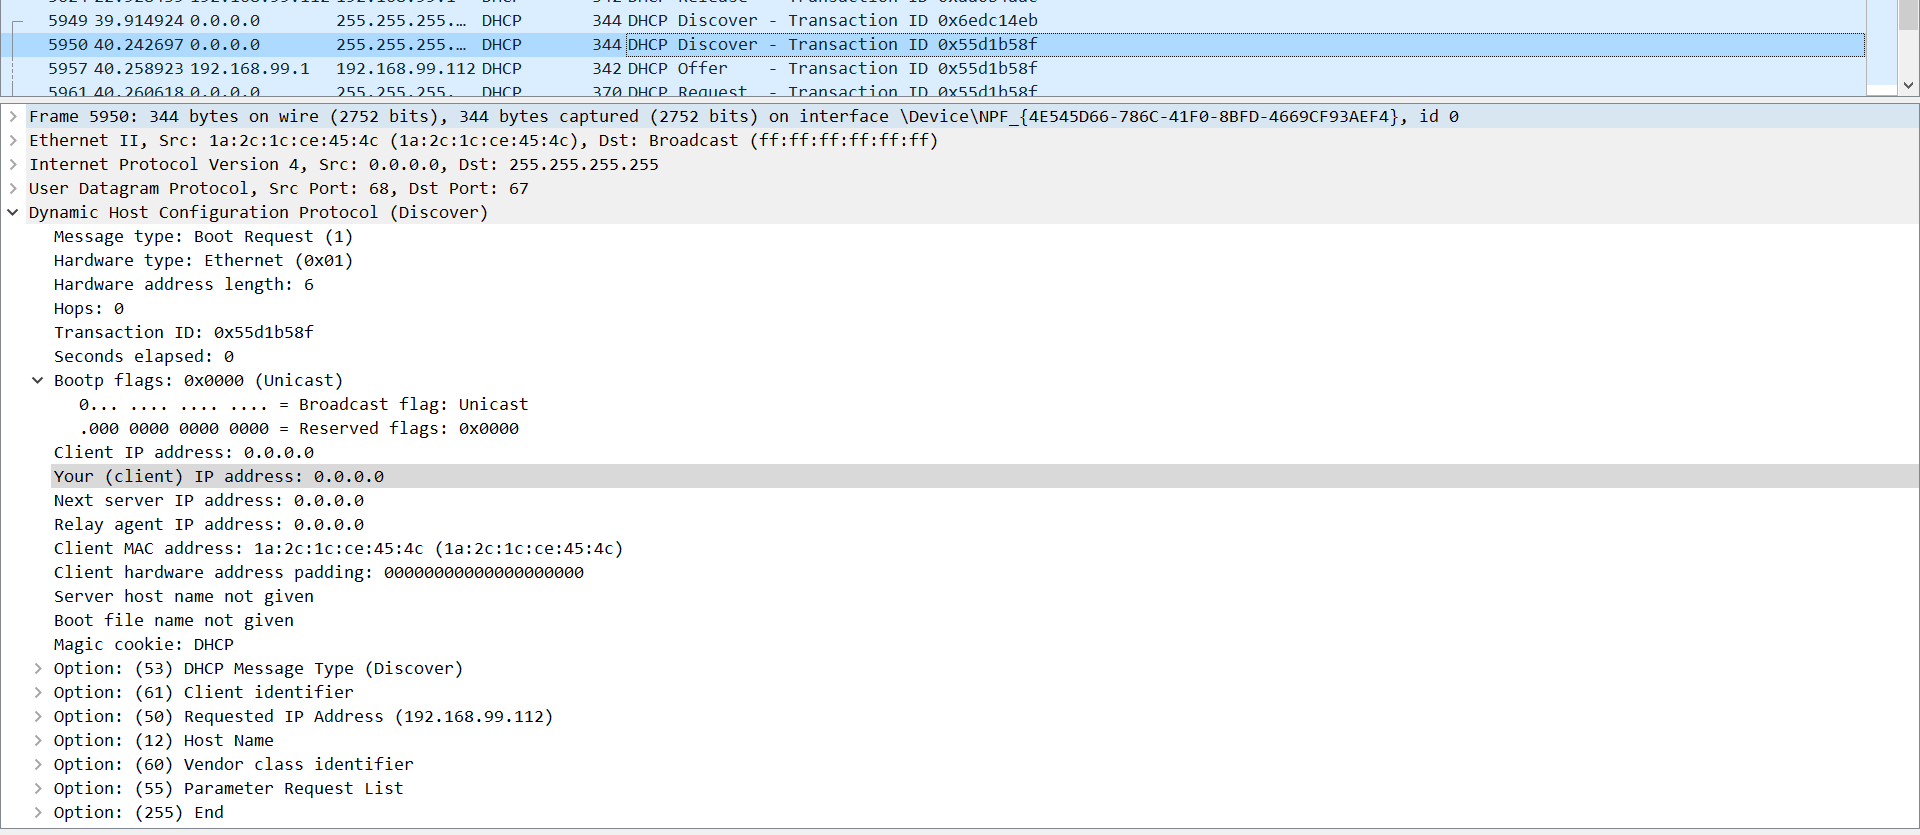 5949 39.914924 0.0.0.0 255.255.255.… DHCP 344 DHCP Discover - Transaction ID 0x6edc14eb
5950 40.242697 0.0.0.0 255.255.255.… DHCP 344 DHCP Discover - Transaction ID 0x55d1b58f
5957 40.258923 192.168.99.1 192.168.99.112 DHCP 342 DHCP Offer - Transaction ID 0x55d1b58f
5961 40.260618 0.0.0.0 255.255.255. DHCP 370 DHCP Request - Transaction ID 0x55d1b58f
Frame 5950: 344 bytes on wire (2752 bits), 344 bytes captured (2752 bits) on interface \Device\NPF_{4E545D66-786C-41F0-8BFD-4669CF93AEF4}, id 0
Ethernet II, Src: 1a:2c:1c:ce:45:4c (1a:2c:1c:ce:45:4c), Dst: Broadcast (ff:ff:ff:ff:ff:ff)
Internet Protocol Version 4, Src: 0.0.0.0, Dst: 255.255.255.255
User Datagram Protocol, Src Port: 68, Dst Port: 67
Dynamic Host Configuration Protocol (Discover)
Message type: Boot Request (1)
Hardware type: Ethernet (0x01)
Hardware address length: 6
Hops: 0
Transaction ID: 0x55d1b58f
Seconds elapsed: 0
Bootp flags: 0x0000 (Unicast)
0... .... .... .... = Broadcast flag: Unicast
.000 0000 0000 0000 = Reserved flags: 0x0000
Client IP address: 0.0.0.0
Your (client) IP address: 0.0.0.0
Next server IP address: 0.0.0.0
Relay agent IP address: 0.0.0.0
Client MAC address: 1a:2c:1c:ce:45:4c (1a:2c:1c:ce:45:4c)
Client hardware address padding: 00000000000000000000
Server host name not given
Boot file name not given
Magic cookie: DHCP
Option: (53) DHCP Message Type (Discover)
Option: (61) Client identifier
Option: (50) Requested IP Address (192.168.99.112)
Option: (12) Host Name
Option: (60) Vendor class identifier
Option: (55) Parameter Request List
Option: (255) End